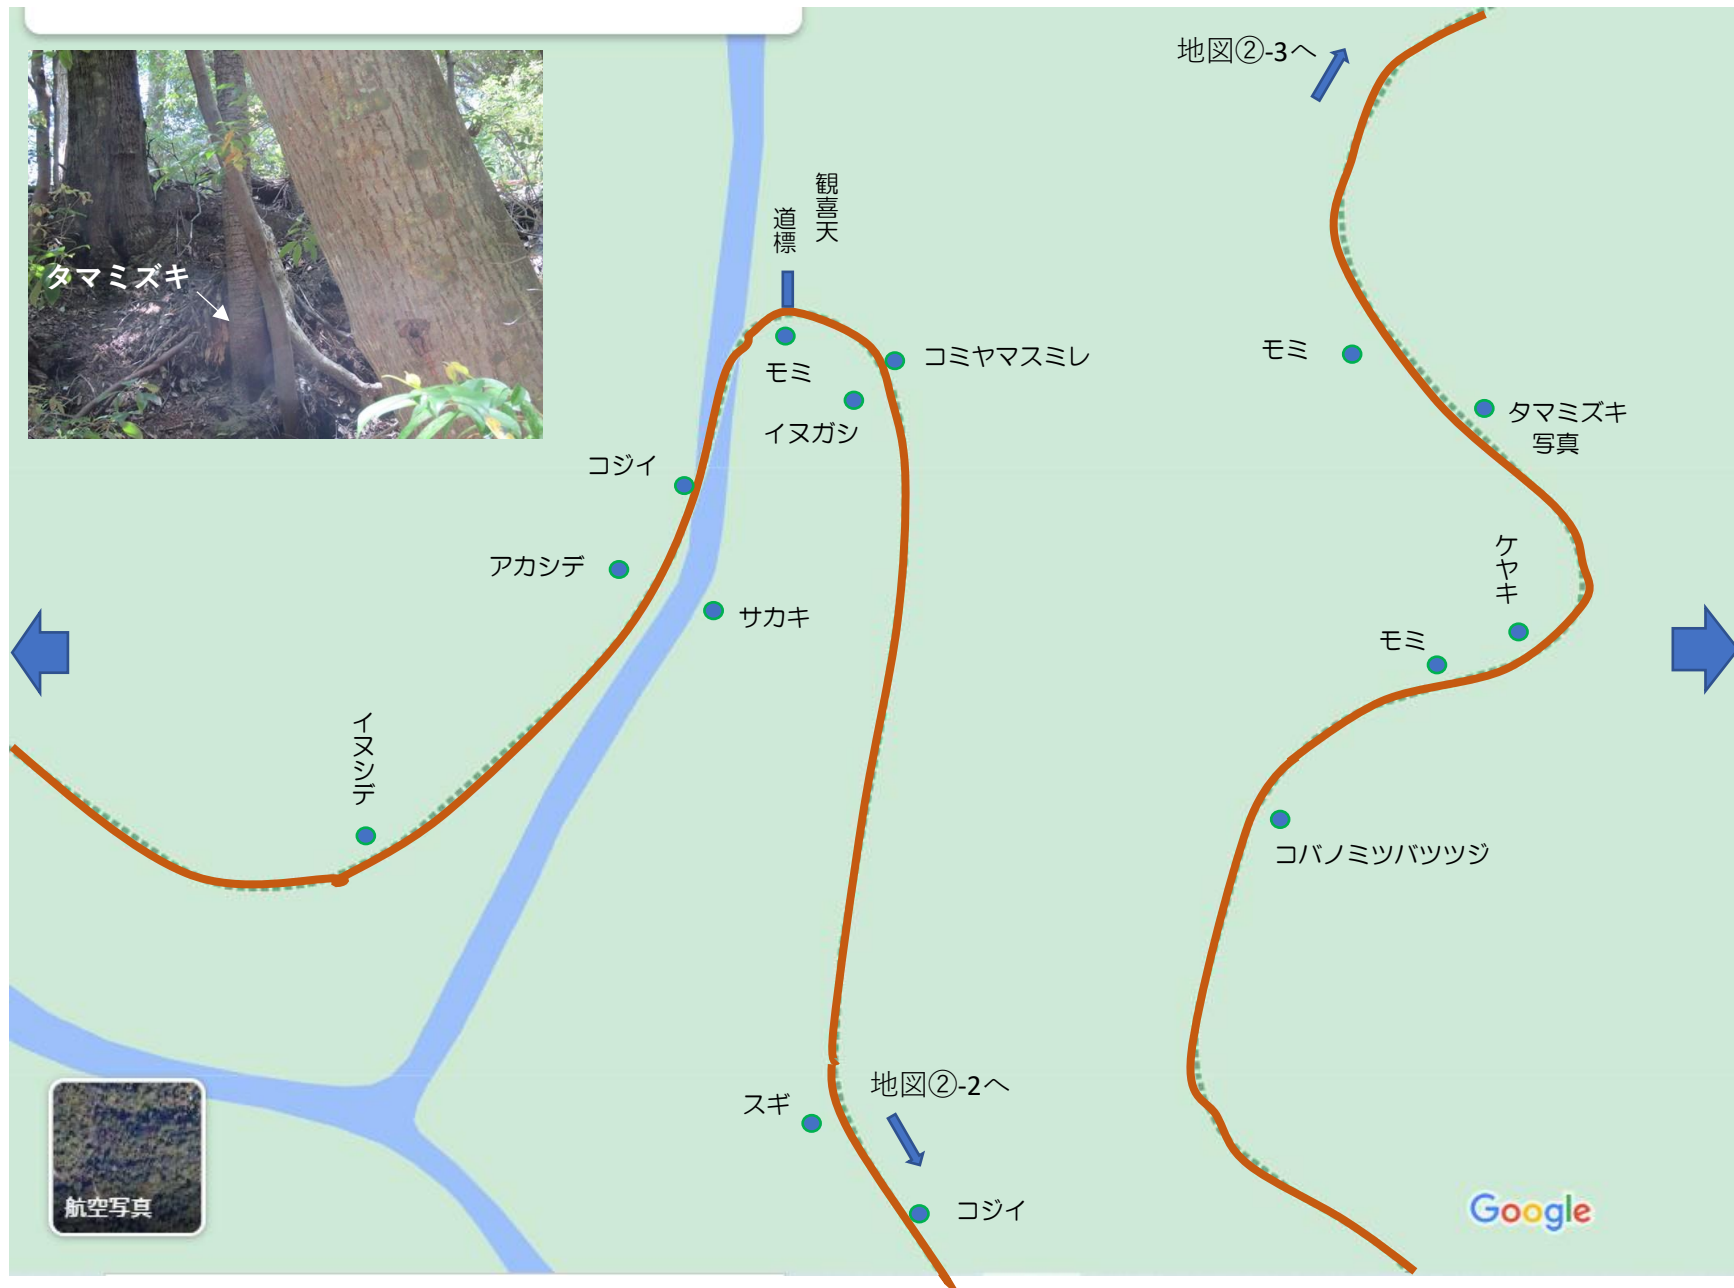 地図②-3へ
観喜天
道標
タマミズキ
モミ
コミヤマスミレ
モミ
イヌガシ
タマミズキ
写真
コジイ
アカシデ
サカキ
ケヤキ
モミ
イヌシデ
コバノミツバツツジ
地図②-2へ
スギ
航空写真
コジイ
Google